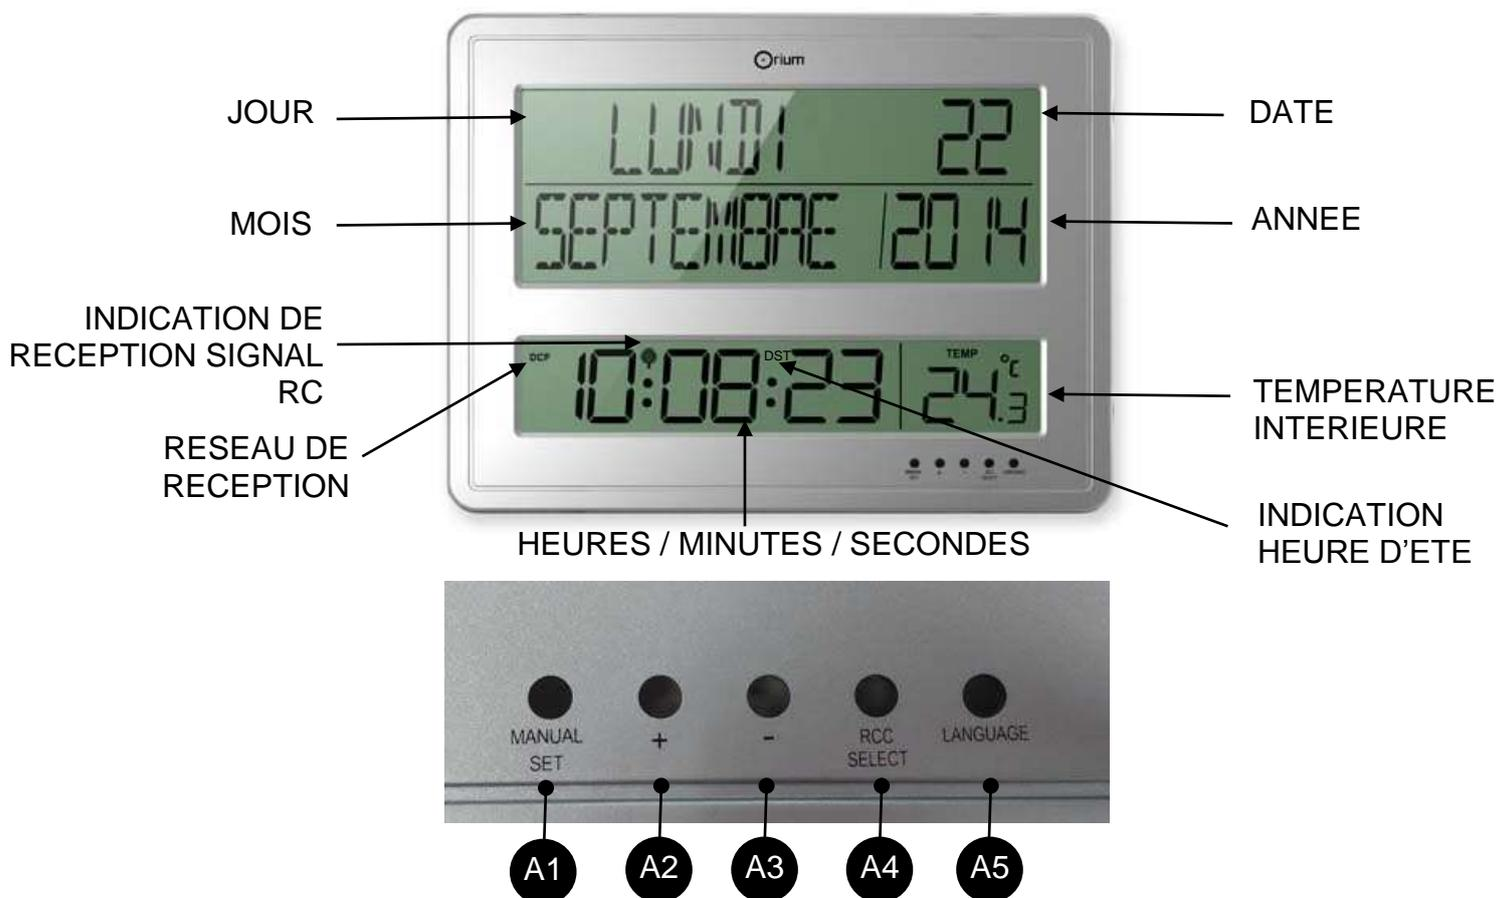 Orium
JOUR
LUNDI 22
DATE
MOIS
SEPTEMBRE 2014
ANNEE
INDICATION DE
RECEPTION SIGNAL
RC
DCF
10:08:23
DST
TEMP
24.3 °C
TEMPERATURE
INTERIEURE
RESEAU DE
RECEPTION
HEURES / MINUTES / SECONDES
INDICATION
HEURE D'ETE
MANUAL
SET
+
-
RCC
SELECT
LANGUAGE
A1
A2
A3
A4
A5